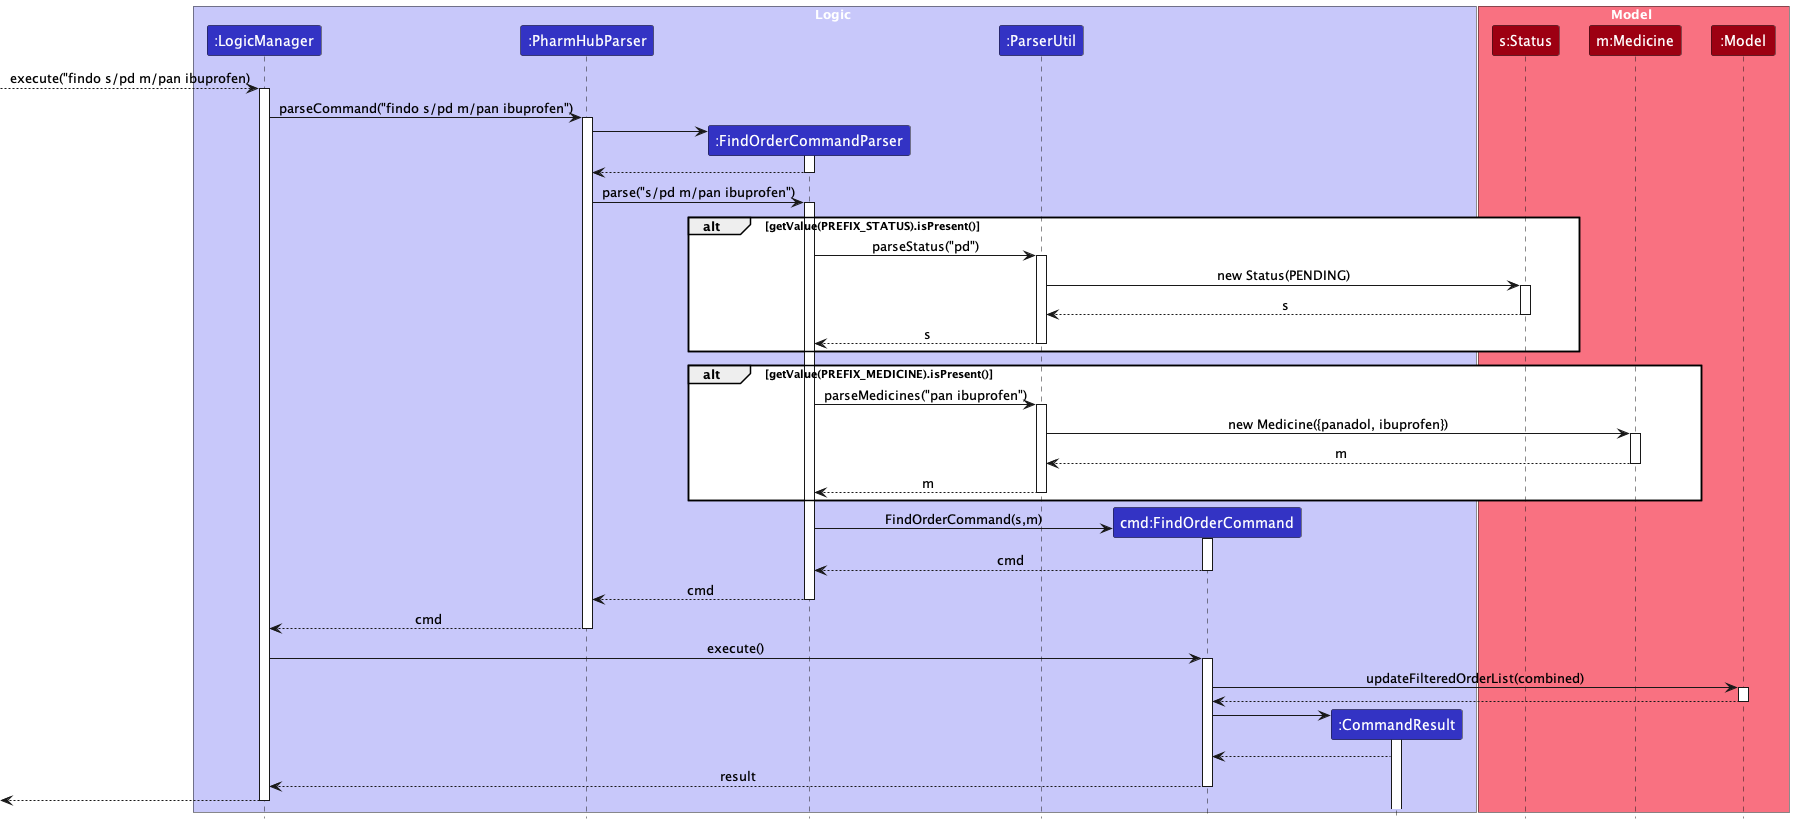 Logic
Model
:LogicManager
:PharmHubParser
:ParserUtil
s:Status
m:Medicine
:Model
execute("findo s/pd m/pan ibuprofen)
parseCommand("findo s/pd m/pan ibuprofen")
:FindOrderCommandParser
parse("s/pd m/pan ibuprofen")
alt
[getValue(PREFIX_STATUS).isPresent()]
parseStatus("pd")
new Status(PENDING)
s
s
alt
[getValue(PREFIX_MEDICINE).isPresent()]
parseMedicines("pan ibuprofen")
new Medicine({panadol, ibuprofen})
m
m
FindOrderCommand(s,m)
cmd:FindOrderCommand
cmd
cmd
cmd
execute()
updateFilteredOrderList(combined)
:CommandResult
result